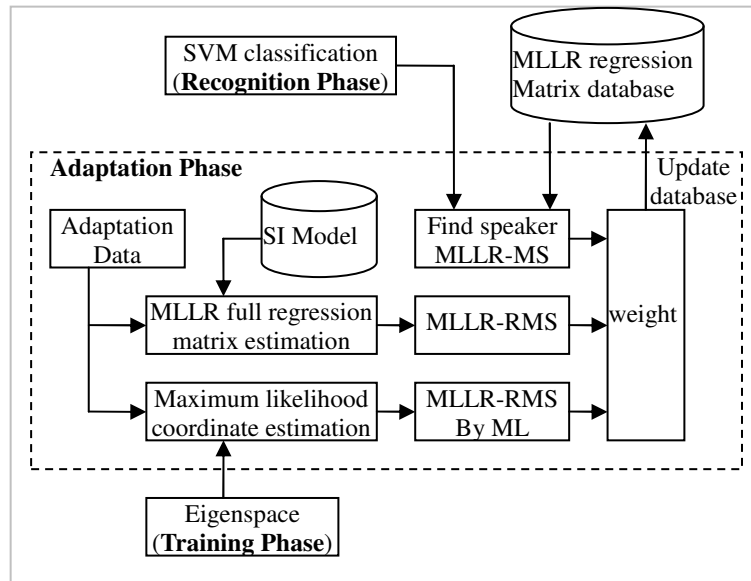 SVM classification
(Recognition Phase)
MLLR regression
Matrix database
Adaptation Phase
Update
database
Adaptation
Data
SI Model
Find speaker
MLLR-MS
MLLR full regression
matrix estimation
MLLR-RMS
weight
Maximum likelihood
coordinate estimation
MLLR-RMS
By ML
Eigenspace
(Training Phase)